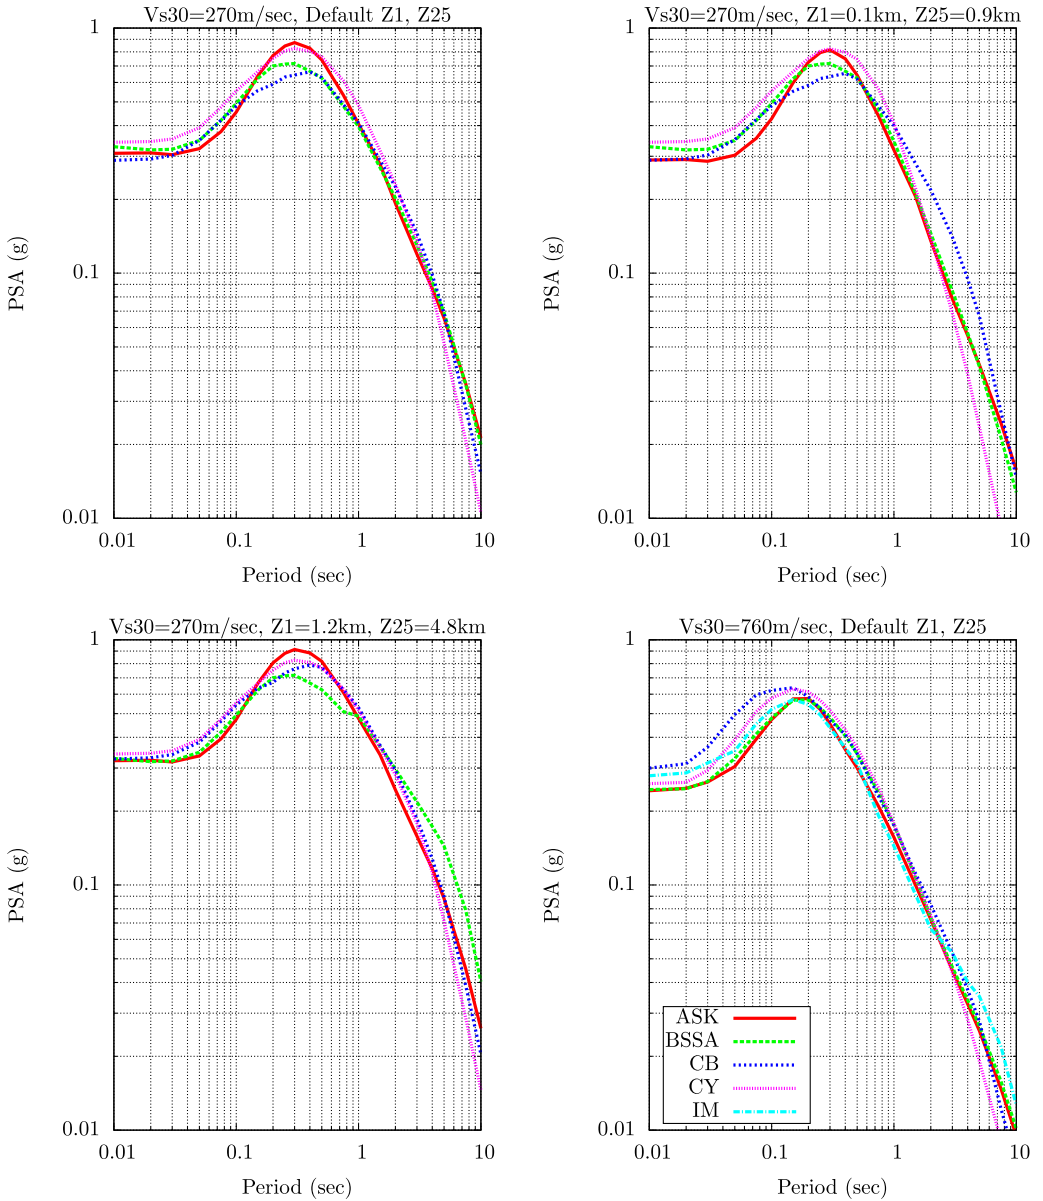 Vs30=270m/sec, Default Z1, Z25
1
0.1
0.01
PSA (g)
0.01 0.1 1 10
Period (sec)
Vs30=270m/sec, Z1=0.1km, Z25=0.9km
1
0.1
0.01
PSA (g)
0.01 0.1 1 10
Period (sec)
Vs30=270m/sec, Z1=1.2km, Z25=4.8km
1
0.1
0.01
PSA (g)
0.01 0.1 1 10
Period (sec)
Vs30=760m/sec, Default Z1, Z25
1
0.1
0.01
PSA (g)
ASK
BSSA
CB
CY
IM
0.01 0.1 1 10
Period (sec)